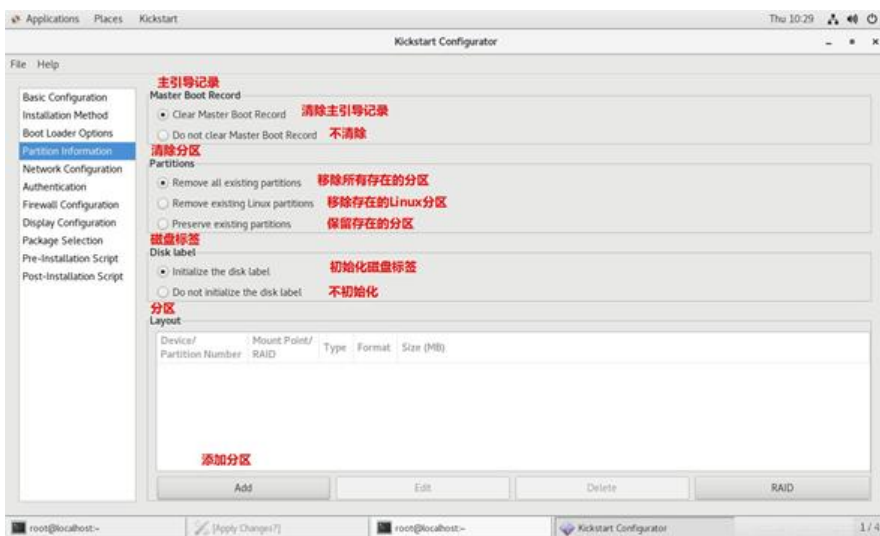 Applications Places Kickstart Thu 10:29
Kickstart Configurator
File Help
Basic Configuration
Installation Method
Boot Loader Options
Partition Information
Network Configuration
Authentication
Firewall Configuration
Display Configuration
Package Selection
Pre-Installation Script
Post-Installation Script
主引导记录
Master Boot Record
Clear Master Boot Record 清除主引导记录
Do not clear Master Boot Record 不清除
清除分区
Partitions
Remove all existing partitions 移除所有存在的分区
Remove existing Linux partitions 移除存在的Linux分区
Preserve existing partitions 保留存在的分区
磁盘标签
Disk label
Initialize the disk label 初始化磁盘标签
Do not initialize the disk label 不初始化
分区
Layout
Device/
Partition Number
Mount Point/
RAID
Type Format Size (MB)
添加分区
Add Edit Delete RAID
root@localhost:~ [Apply Changes?] root@localhost:~ Kickstart Configurator 1 / 4